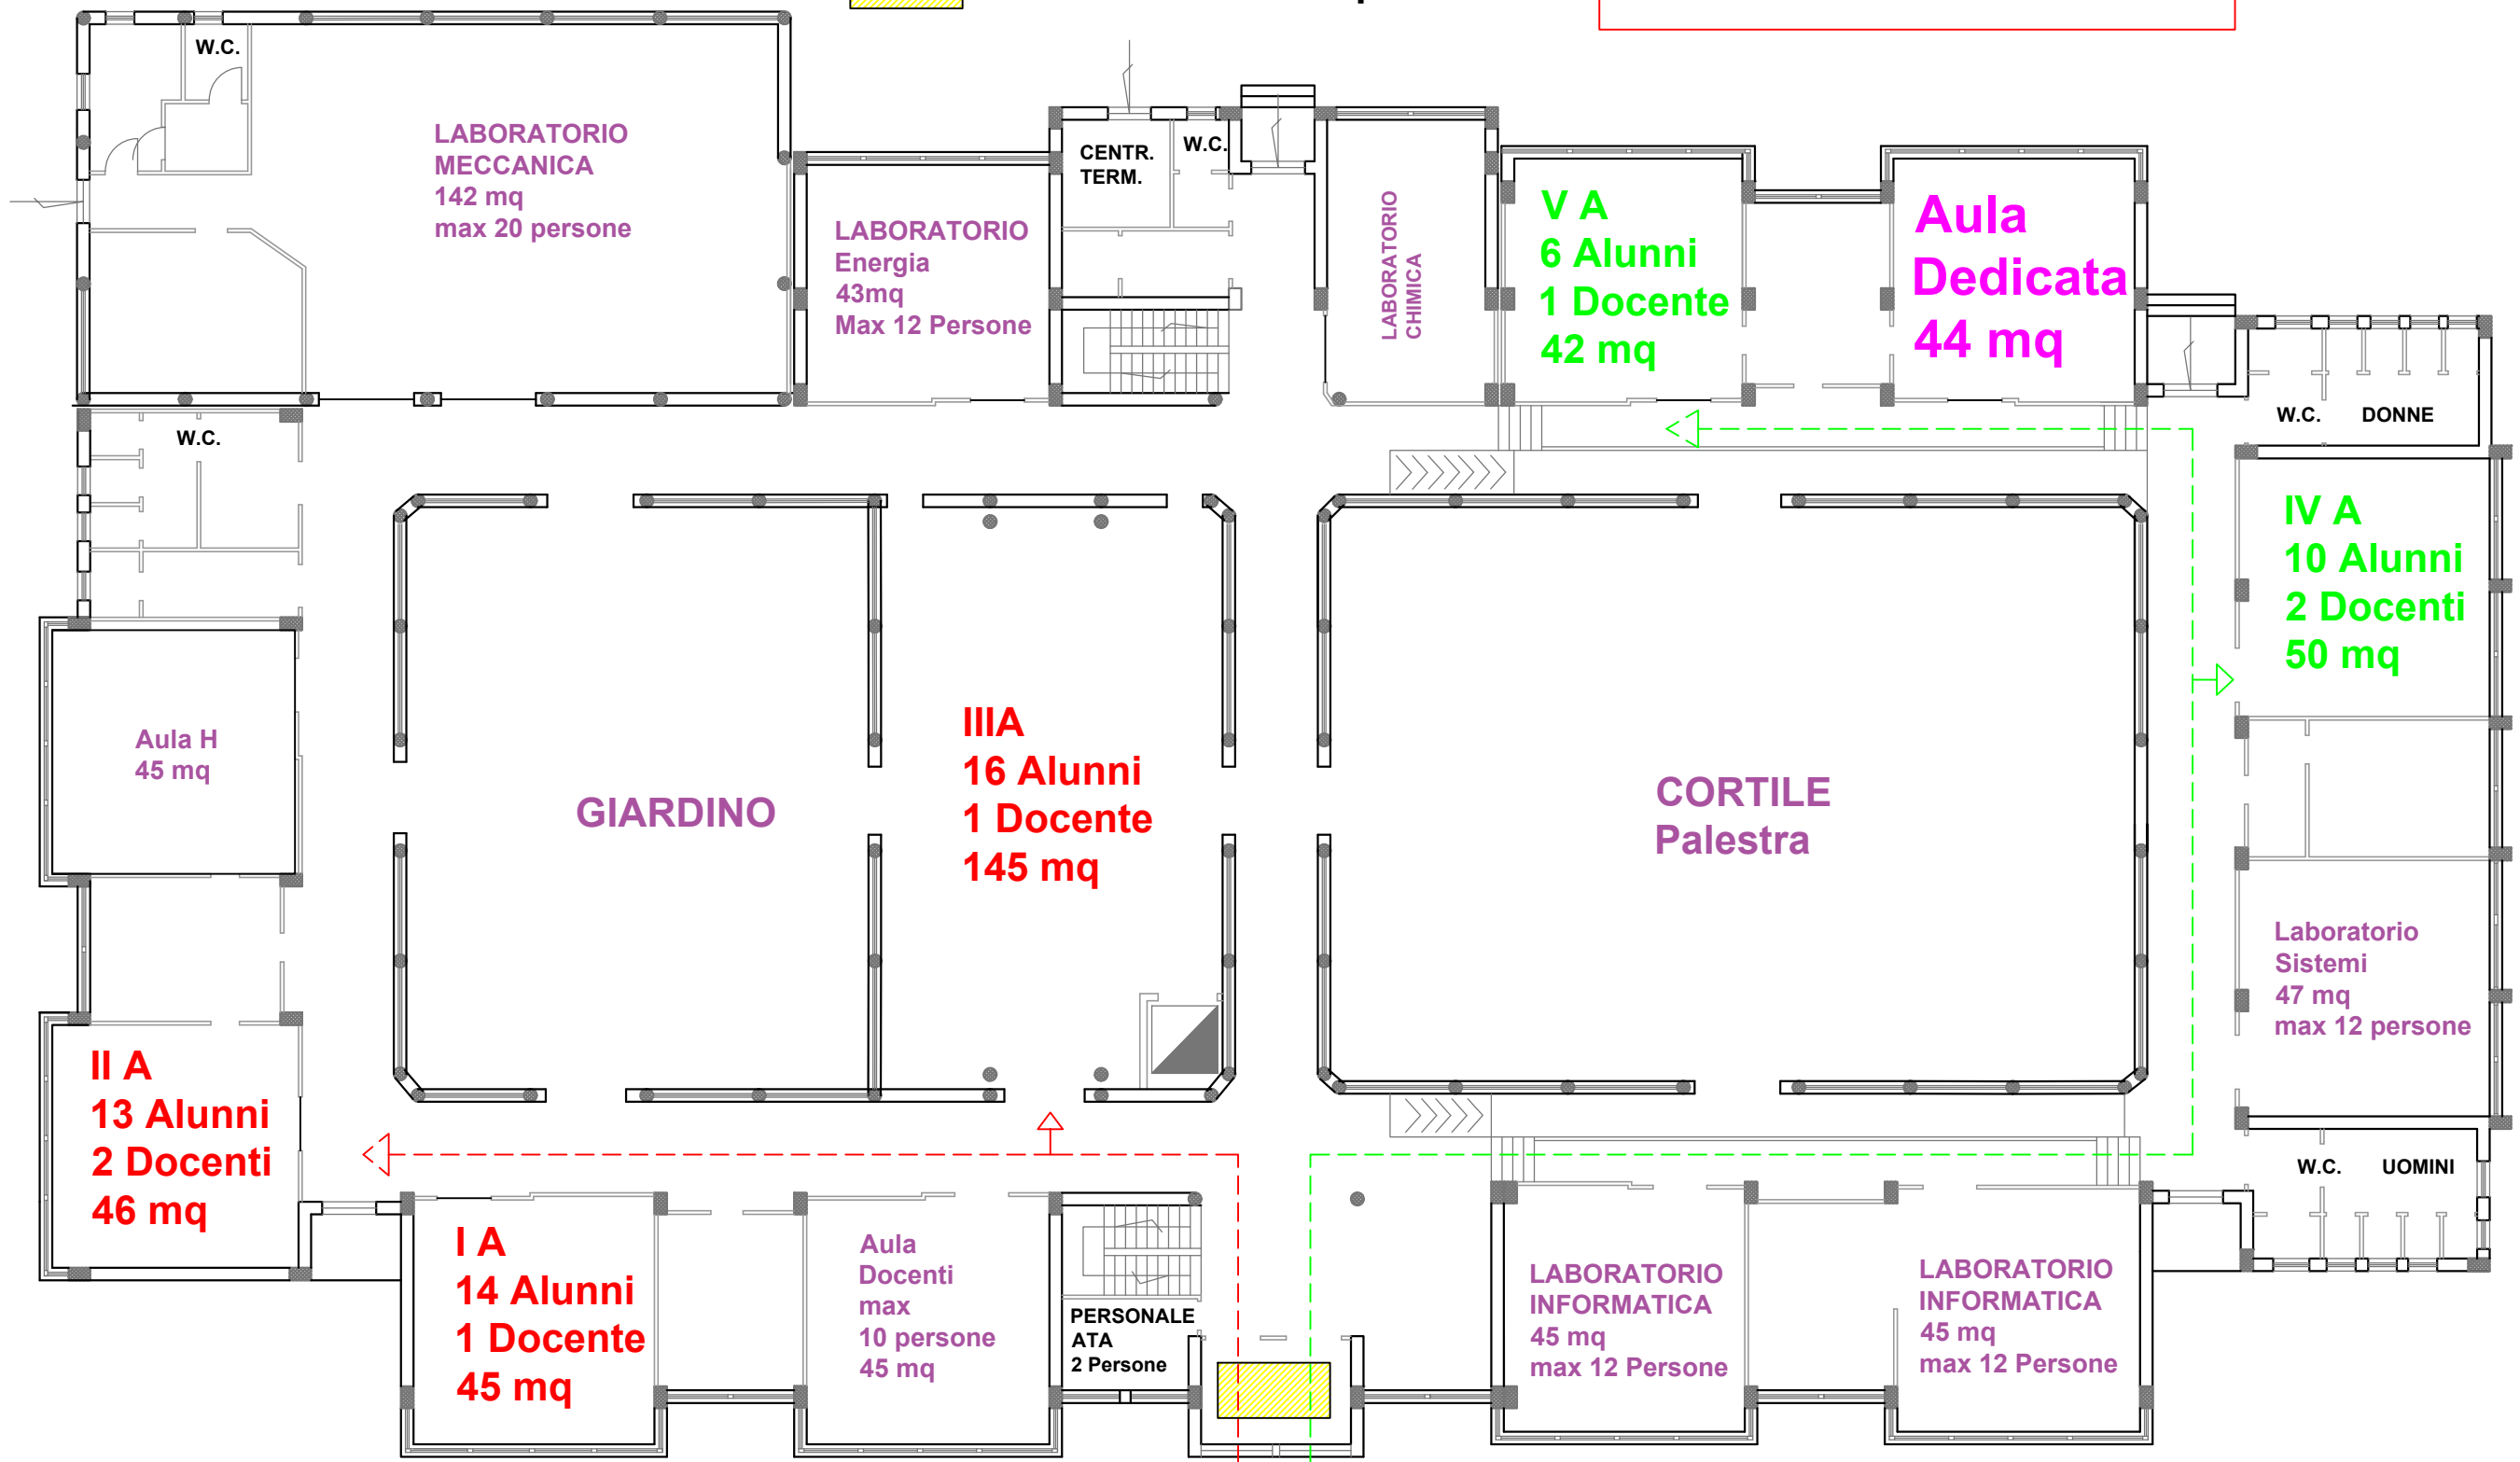 W.C.
LABORATORIO
MECCANICA
142 mq
max 20 persone
LABORATORIO
Energia
43mq
Max 12 Persone
CENTR.
TERM.
W.C.
LABORATORIO
CHIMICA
V A
6 Alunni
1 Docente
42 mq
Aula
Dedicata
44 mq
W.C. DONNE
W.C.
IV A
10 Alunni
2 Docenti
50 mq
Aula H
45 mq
GIARDINO
IIIA
16 Alunni
1 Docente
145 mq
CORTILE
Palestra
Laboratorio
Sistemi
47 mq
max 12 persone
II A
13 Alunni
2 Docenti
46 mq
W.C. UOMINI
I A
14 Alunni
1 Docente
45 mq
Aula
Docenti
max
10 persone
45 mq
PERSONALE
ATA
2 Persone
LABORATORIO
INFORMATICA
45 mq
max 12 Persone
LABORATORIO
INFORMATICA
45 mq
max 12 Persone